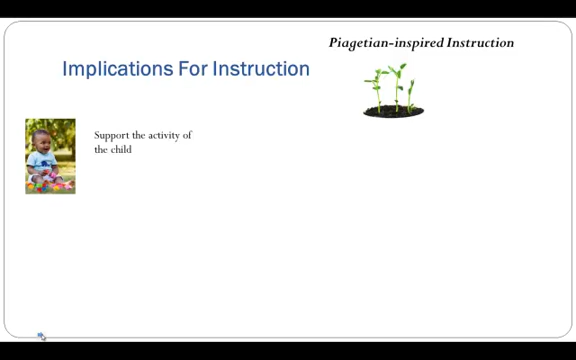 Piagetian-inspired Instruction
Implications For Instruction
Support the activity of
the child